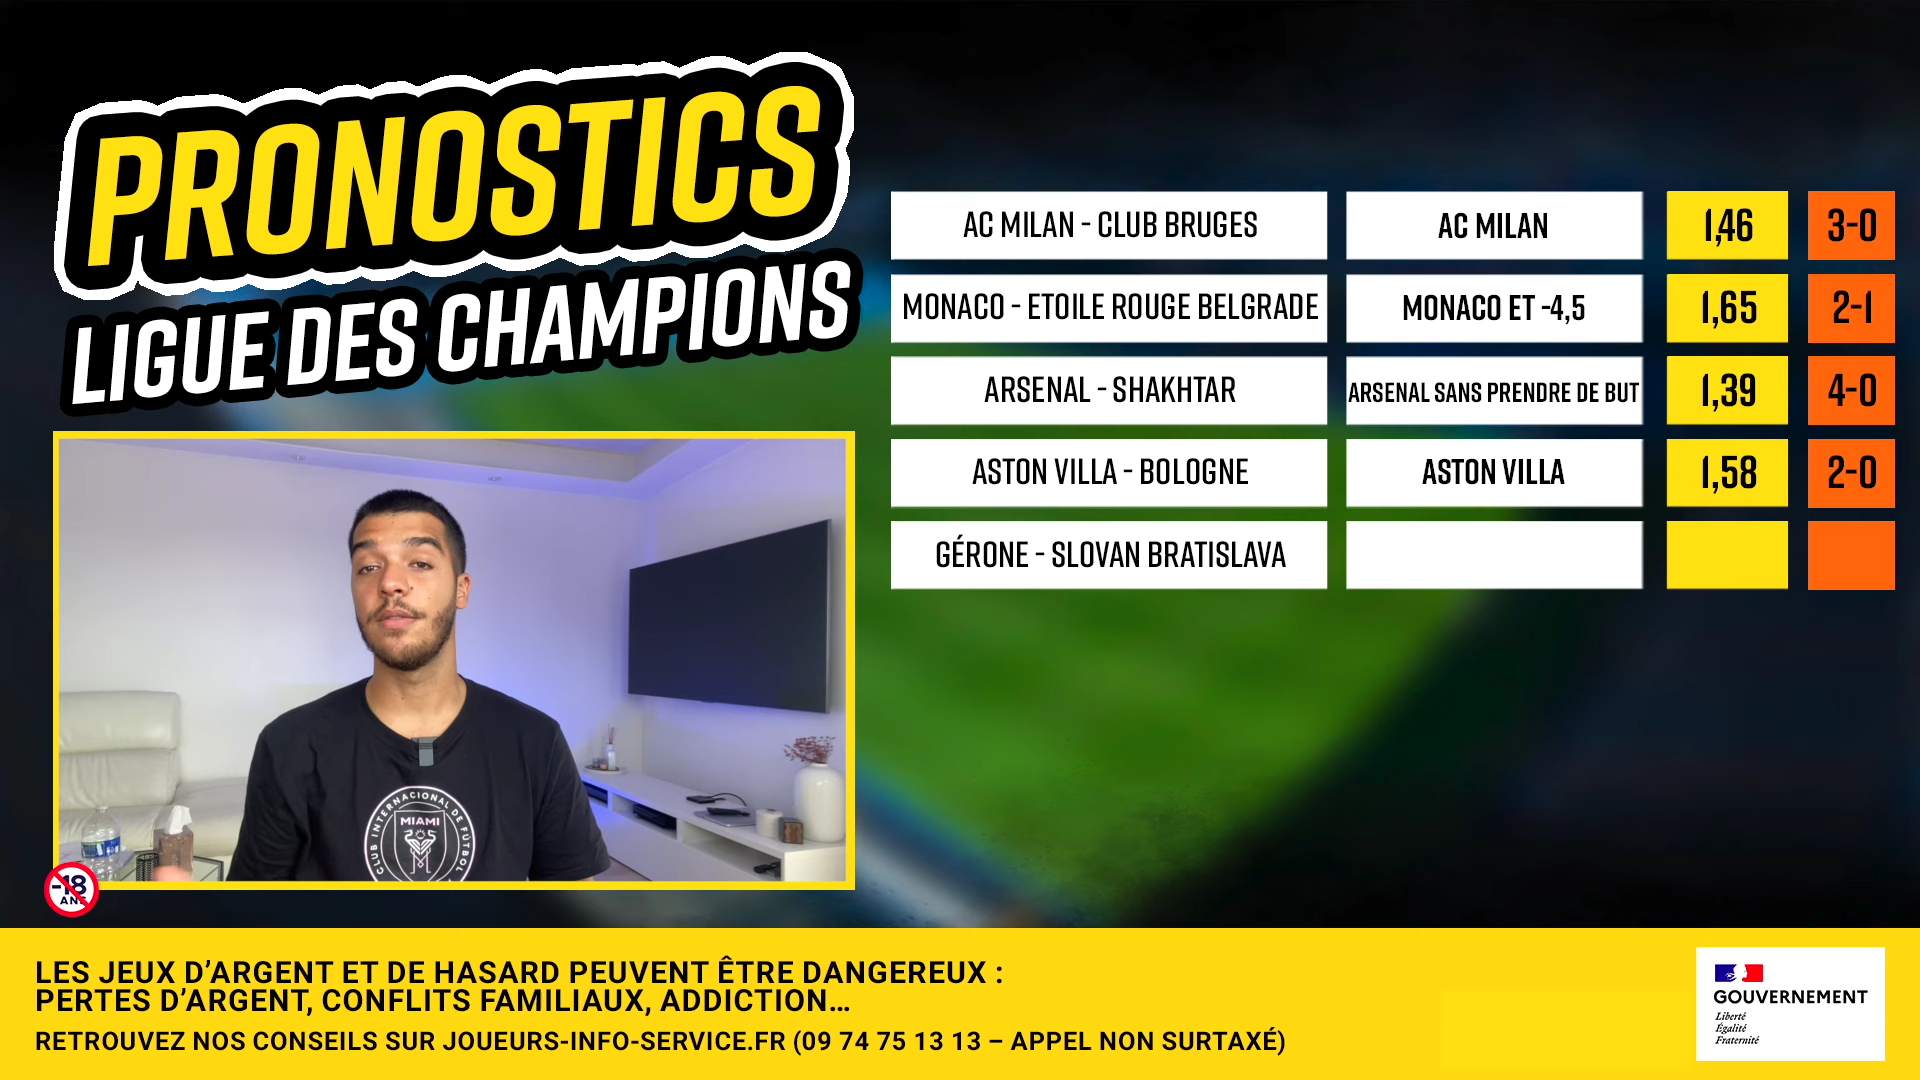 PRONOSTICS
LIGUE DES CHAMPIONS
AC MILAN - CLUB BRUGES AC MILAN 1,46 3-0
MONACO - ETOILE ROUGE BELGRADE MONACO ET -4,5 1,65 2-1
ARSENAL - SHAKHTAR ARSENAL SANS PRENDRE DE BUT 1,39 4-0
ASTON VILLA - BOLOGNE ASTON VILLA 1,58 2-0
GÉRONE - SLOVAN BRATISLAVA
CLUB INTERNACIONAL DE FÚTBOL
MIAMI
-18
ANS
LES JEUX D'ARGENT ET DE HASARD PEUVENT ÊTRE DANGEREUX :
PERTES D'ARGENT, CONFLITS FAMILIAUX, ADDICTION...
RETROUVEZ NOS CONSEILS SUR JOUEURS-INFO-SERVICE.FR (09 74 75 13 13 – APPEL NON SURTAXÉ)
GOUVERNEMENT
Liberté
Égalité
Fraternité